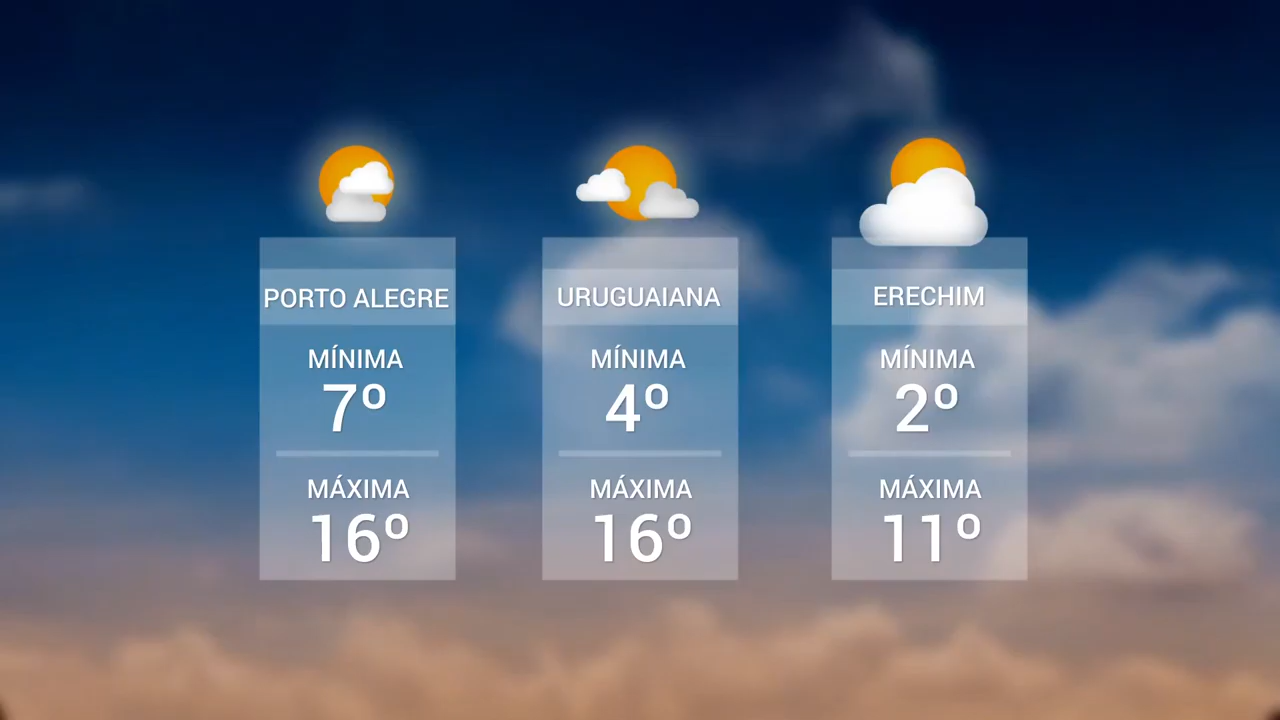 PORTO ALEGRE
MÍNIMA
7º
MÁXIMA
16º
URUGUAIANA
MÍNIMA
4º
MÁXIMA
16º
ERECHIM
MÍNIMA
2º
MÁXIMA
11º